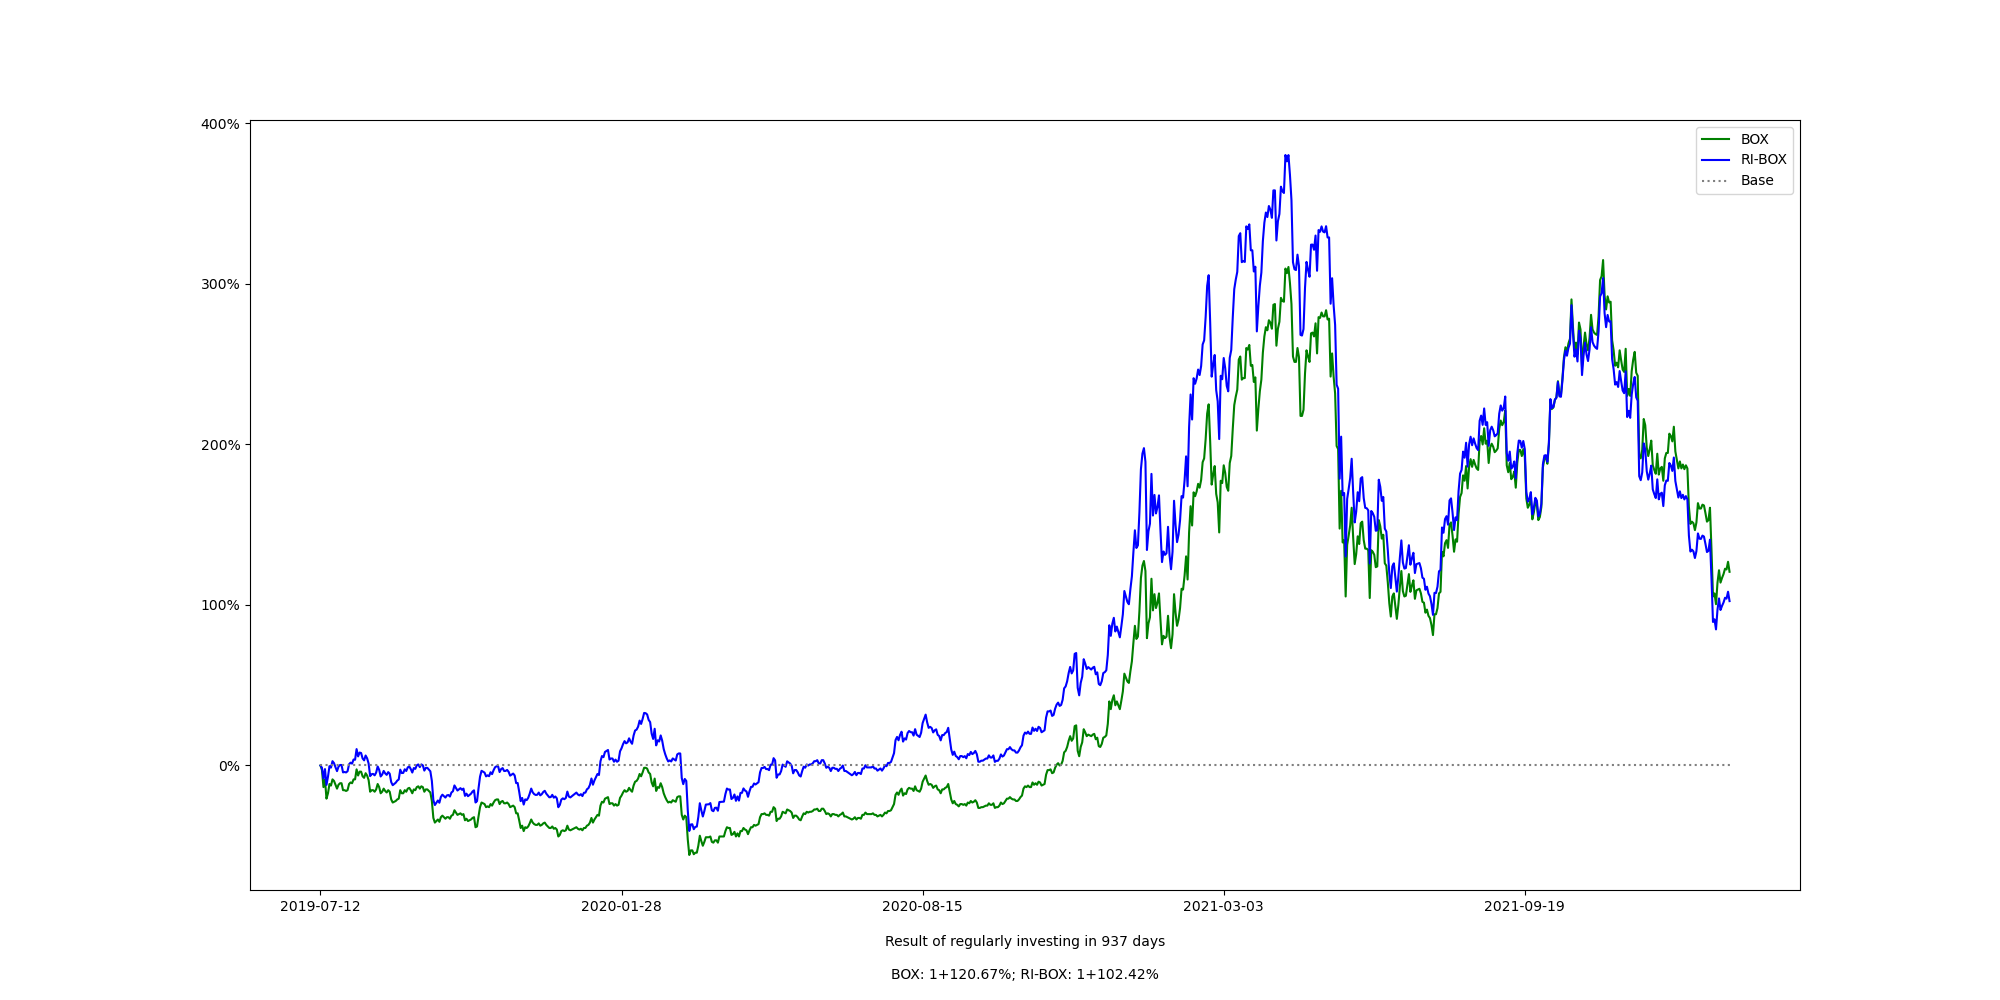 400%
300%
200%
100%
0%
BOX
RI-BOX
Base
2019-07-12 2020-01-28 2020-08-15 2021-03-03 2021-09-19
Result of regularly investing in 937 days
BOX: 1+120.67%; RI-BOX: 1+102.42%